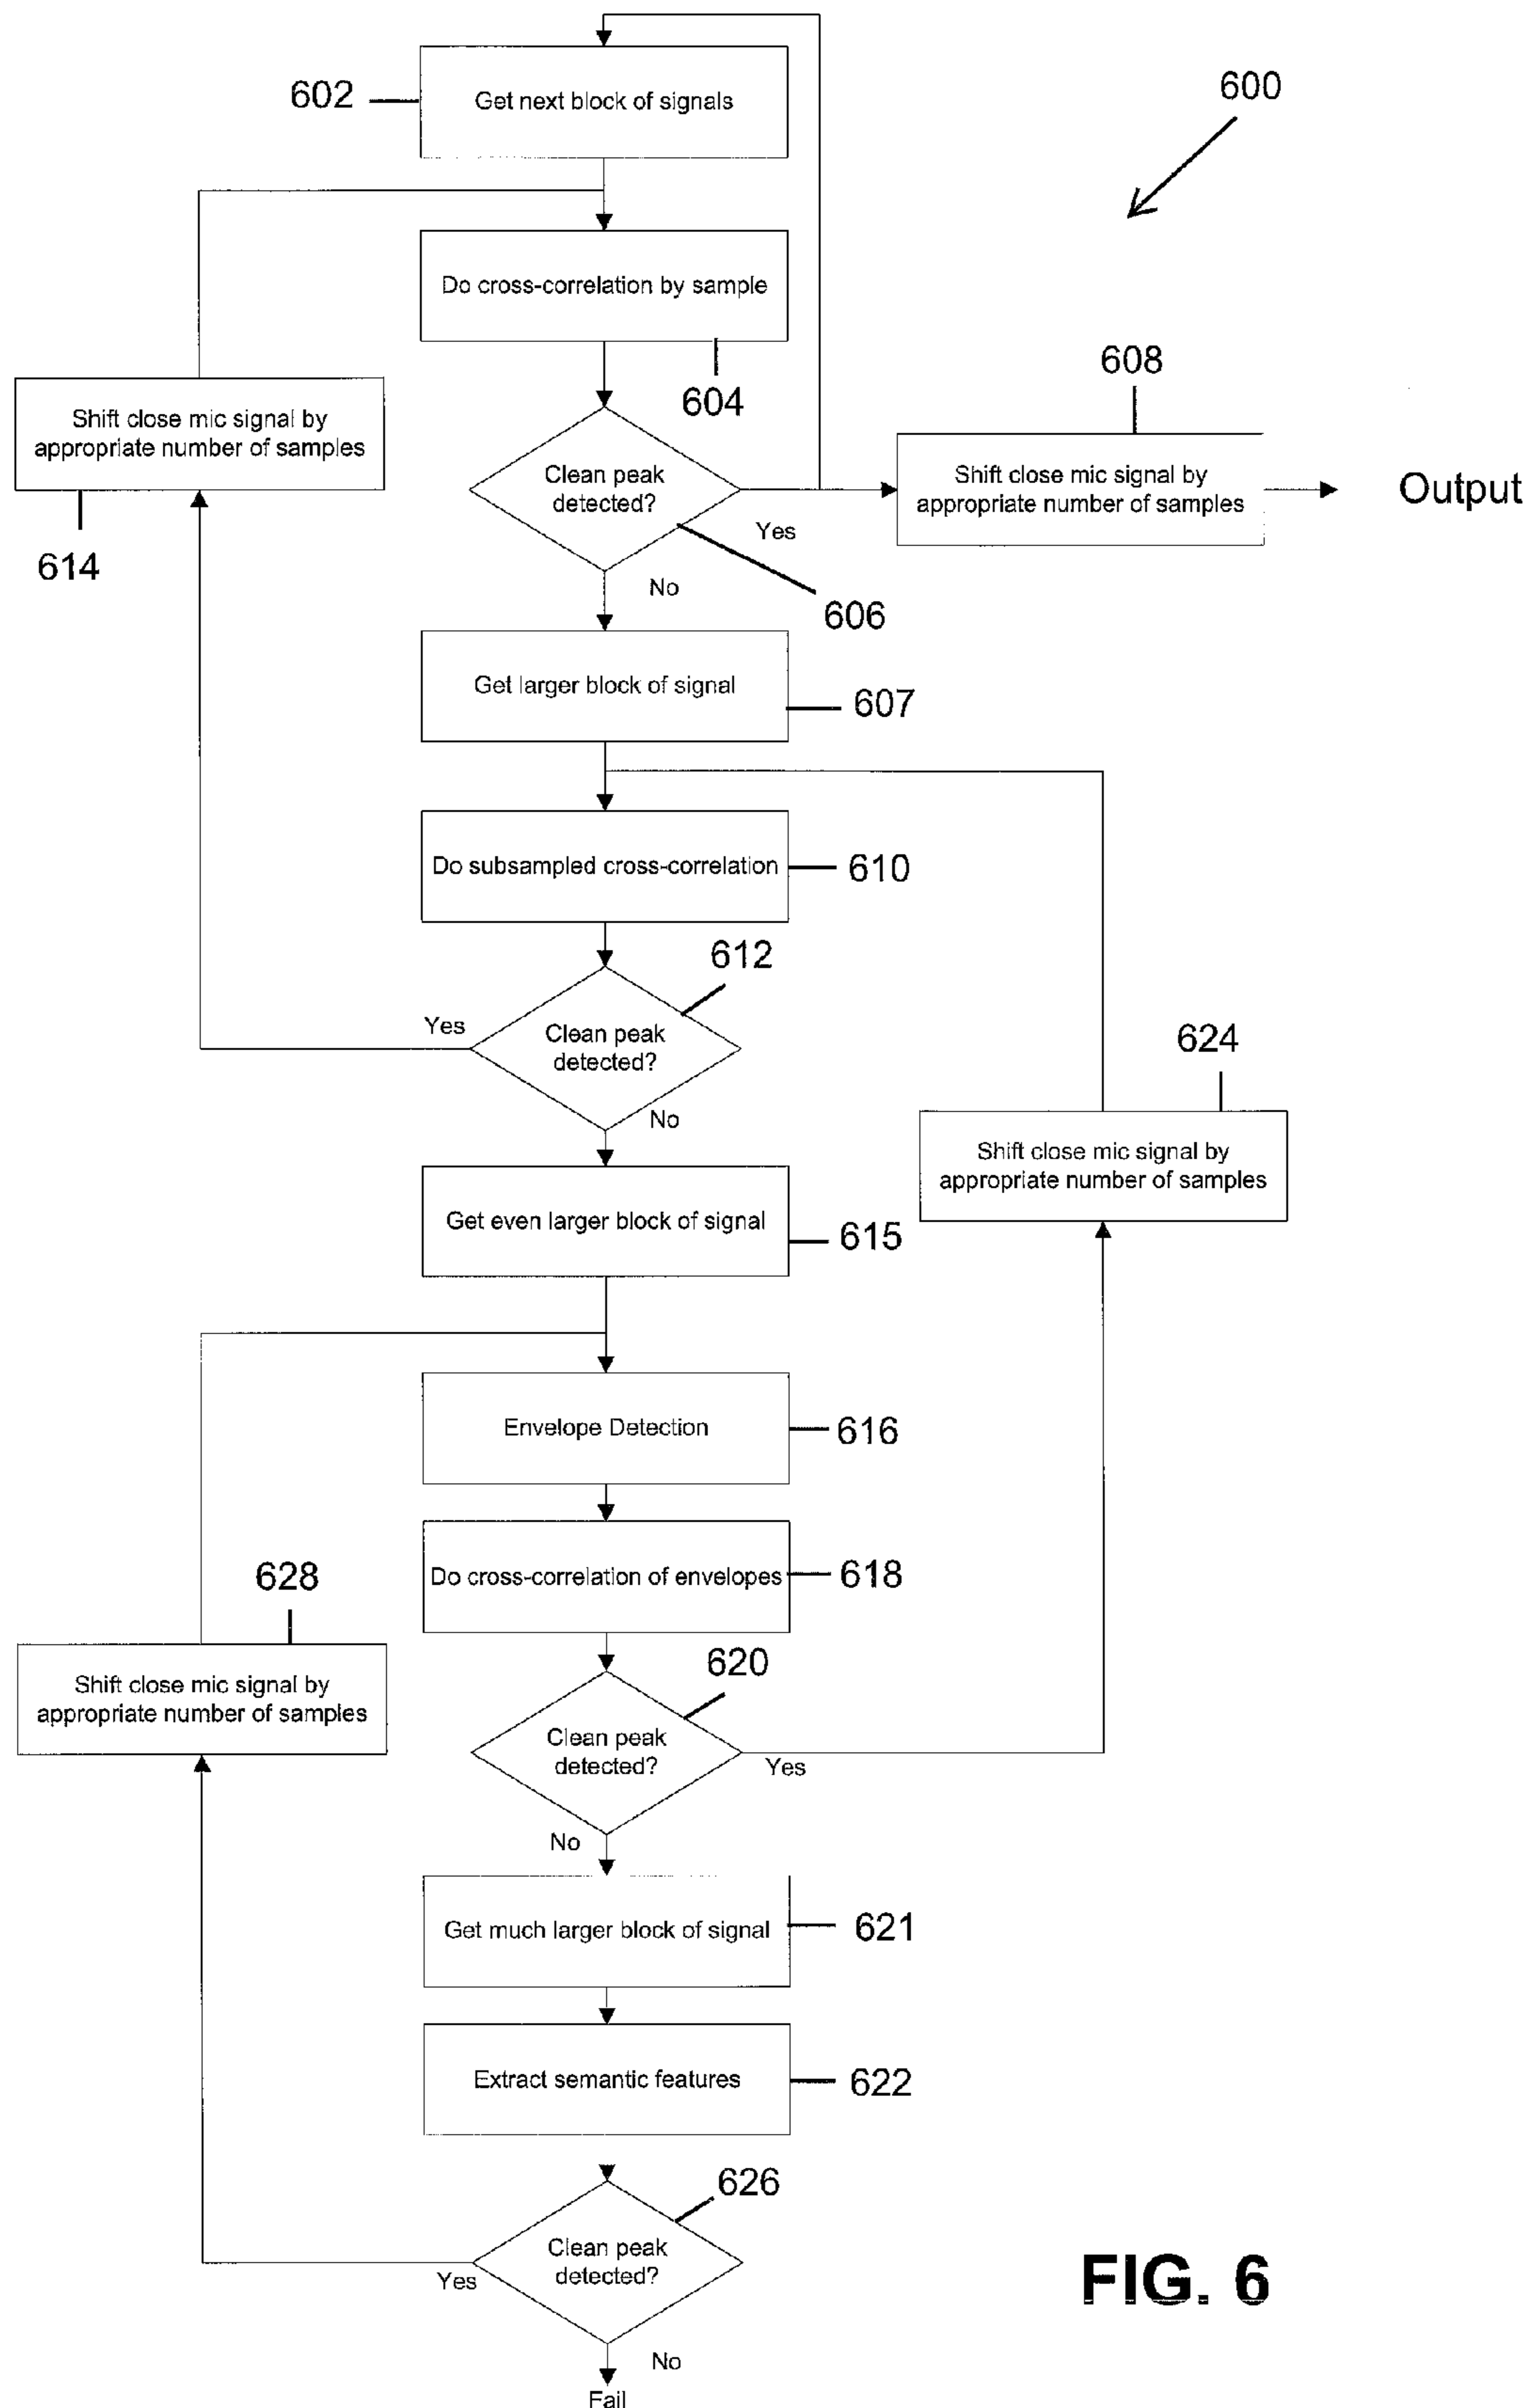 602
Get next block of signals
600
Do cross-correlation by sample
604
608
Shift close mic signal by
appropriate number of samples
614
Clean peak
detected?
Yes
No
606
Shift close mic signal by
appropriate number of samples
Output
Get larger block of signal
607
Do subsampled cross-correlation
610
612
Clean peak
detected?
Yes
No
624
Shift close mic signal by
appropriate number of samples
Get even larger block of signal
615
Envelope Detection
616
Do cross-correlation of envelopes
618
628
Shift close mic signal by
appropriate number of samples
620
Clean peak
detected?
Yes
No
Get much larger block of signal
621
Extract semantic features
622
626
Clean peak
detected?
Yes
No
Fail
FIG. 6